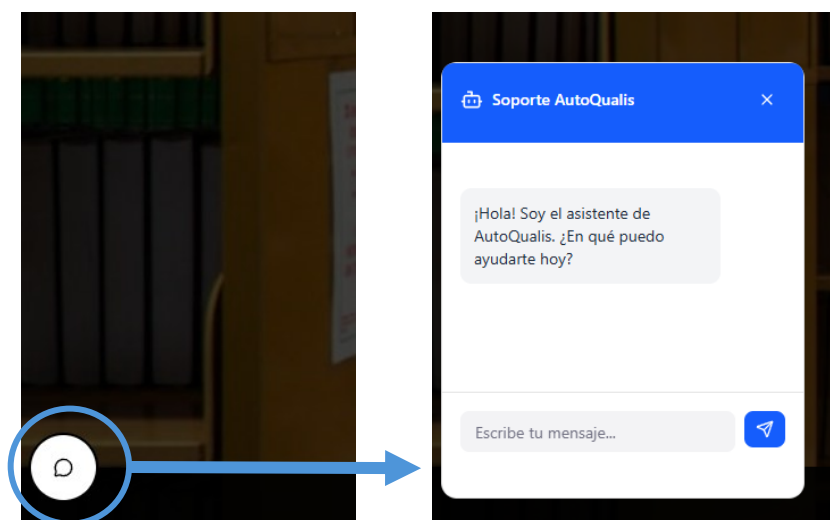 Soporte AutoQualis
¡Hola! Soy el asistente de
AutoQualis. ¿En qué puedo
ayudarte hoy?
Escribe tu mensaje...